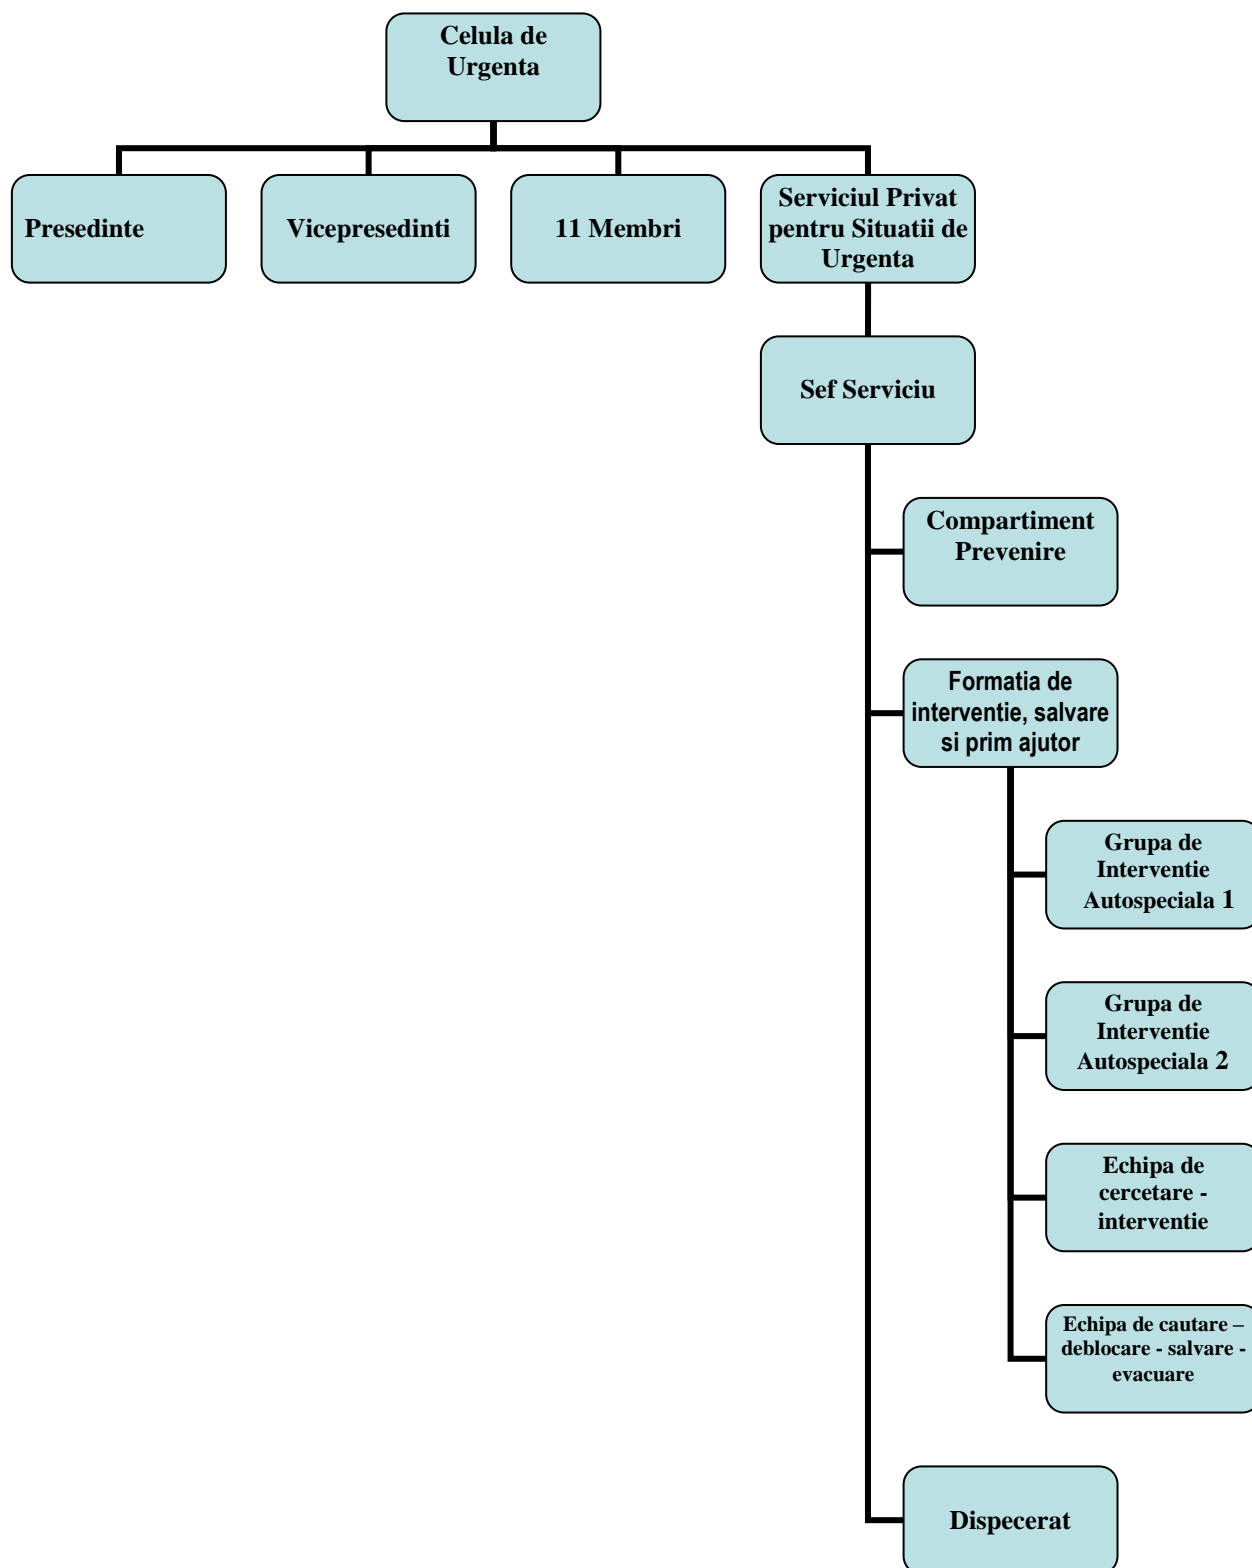 Celula de
Urgenta
Presedinte
Vicepresedinti
11 Membri
Serviciul Privat
pentru Situatii de
Urgenta
Sef Serviciu
Compartiment
Prevenire
Formatia de
interventie, salvare
si prim ajutor
Grupa de
Interventie
Autospeciala 1
Grupa de
Interventie
Autospeciala 2
Echipa de
cercetare -
interventie
Echipa de cautare –
deblocare - salvare -
evacuare
Dispecerat